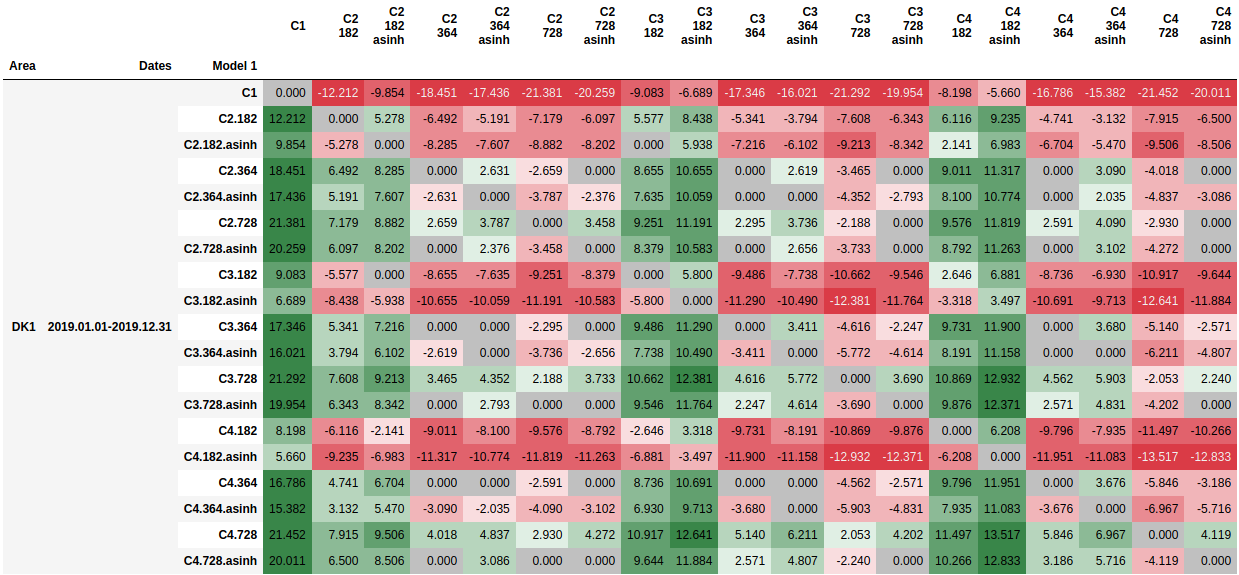 C1 C2 182 C2 182 asinh C2 364 C2 364 asinh C2 728 C2 728 asinh C3 182 C3 182 asinh C3 364 C3 364 asinh C3 728 C3 728 asinh C4 182 C4 182 asinh C4 364 C4 364 asinh C4 728 C4 728 asinh
Area Dates Model 1
C1 0.000 -12.212 -9.854 -18.451 -17.436 -21.381 -20.259 -9.083 -6.689 -17.346 -16.021 -21.292 -19.954 -8.198 -5.660 -16.786 -15.382 -21.452 -20.011
C2.182 12.212 0.000 5.278 -6.492 -5.191 -7.179 -6.097 5.577 8.438 -5.341 -3.794 -7.608 -6.343 6.116 9.235 -4.741 -3.132 -7.915 -6.500
C2.182.asinh 9.854 -5.278 0.000 -8.285 -7.607 -8.882 -8.202 0.000 5.938 -7.216 -6.102 -9.213 -8.342 2.141 6.983 -6.704 -5.470 -9.506 -8.506
C2.364 18.451 6.492 8.285 0.000 2.631 -2.659 0.000 8.655 10.655 0.000 2.619 -3.465 0.000 9.011 11.317 0.000 3.090 -4.018 0.000
C2.364.asinh 17.436 5.191 7.607 -2.631 0.000 -3.787 -2.376 7.635 10.059 0.000 0.000 -4.352 -2.793 8.100 10.774 0.000 2.035 -4.837 -3.086
C2.728 21.381 7.179 8.882 2.659 3.787 0.000 3.458 9.251 11.191 2.295 3.736 -2.188 0.000 9.576 11.819 2.591 4.090 -2.930 0.000
C2.728.asinh 20.259 6.097 8.202 0.000 2.376 -3.458 0.000 8.379 10.583 0.000 2.656 -3.733 0.000 8.792 11.263 0.000 3.102 -4.272 0.000
C3.182 9.083 -5.577 0.000 -8.655 -7.635 -9.251 -8.379 0.000 5.800 -9.486 -7.738 -10.662 -9.546 2.646 6.881 -8.736 -6.930 -10.917 -9.644
C3.182.asinh 6.689 -8.438 -5.938 -10.655 -10.059 -11.191 -10.583 -5.800 0.000 -11.290 -10.490 -12.381 -11.764 -3.318 3.497 -10.691 -9.713 -12.641 -11.884
DK1 2019.01.01-2019.12.31 C3.364 17.346 5.341 7.216 0.000 0.000 -2.295 0.000 9.486 11.290 0.000 3.411 -4.616 -2.247 9.731 11.900 0.000 3.680 -5.140 -2.571
C3.364.asinh 16.021 3.794 6.102 -2.619 0.000 -3.736 -2.656 7.738 10.490 -3.411 0.000 -5.772 -4.614 8.191 11.158 0.000 0.000 -6.211 -4.807
C3.728 21.292 7.608 9.213 3.465 4.352 2.188 3.733 10.662 12.381 4.616 5.772 0.000 3.690 10.869 12.932 4.562 5.903 -2.053 2.240
C3.728.asinh 19.954 6.343 8.342 0.000 2.793 0.000 0.000 9.546 11.764 2.247 4.614 -3.690 0.000 9.876 12.371 2.571 4.831 -4.202 0.000
C4.182 8.198 -6.116 -2.141 -9.011 -8.100 -9.576 -8.792 -2.646 3.318 -9.731 -8.191 -10.869 -9.876 0.000 6.208 -9.796 -7.935 -11.497 -10.266
C4.182.asinh 5.660 -9.235 -6.983 -11.317 -10.774 -11.819 -11.263 -6.881 -3.497 -11.900 -11.158 -12.932 -12.371 -6.208 0.000 -11.951 -11.083 -13.517 -12.833
C4.364 16.786 4.741 6.704 0.000 0.000 -2.591 0.000 8.736 10.691 0.000 0.000 -4.562 -2.571 9.796 11.951 0.000 3.676 -5.846 -3.186
C4.364.asinh 15.382 3.132 5.470 -3.090 -2.035 -4.090 -3.102 6.930 9.713 -3.680 0.000 -5.903 -4.831 7.935 11.083 -3.676 0.000 -6.967 -5.716
C4.728 21.452 7.915 9.506 4.018 4.837 2.930 4.272 10.917 12.641 5.140 6.211 2.053 4.202 11.497 13.517 5.846 6.967 0.000 4.119
C4.728.asinh 20.011 6.500 8.506 0.000 3.086 0.000 0.000 9.644 11.884 2.571 4.807 -2.240 0.000 10.266 12.833 3.186 5.716 -4.119 0.000